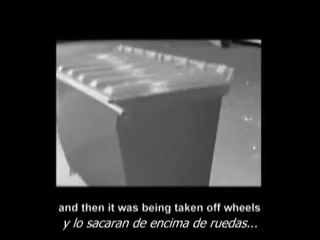 and then it was being taken off wheels
y lo sacaran de encima de ruedas...